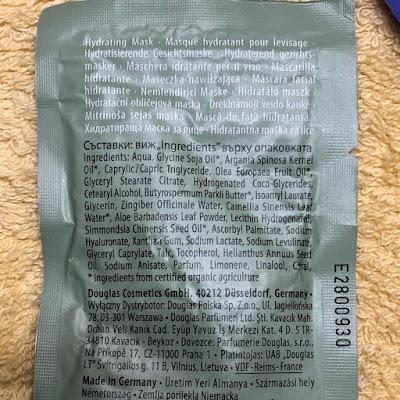 Hydrating Mask - Masque hydratant pour levisage -
Hydratisierende Gesichtsmaske - Hydraterend gezichts-
masker - Maschera idratante per il viso - Mascarilla
hidratante - Maseczka nawilżająca - Máscara facial
hidratante - Nemlendirici Maske - Hidratáló maszk
Hydratační obličejová maska - Drėkinamoji veido kaukė
Mitrinoša sejas maska - Mască de față hidratantă
Хидратираща Маска за лице - Hidratantna maska za lice
Съставки: виж „Ingredients" върху опаковката
Ingredients: Aqua, Glycine Soja Oil*, Argania Spinosa Kernel
Oil*, Caprylic/Capric Triglyceride, Olea Europaea Fruit Oil*,
Glyceryl Stearate Citrate, Hydrogenated Coco-Glycerides,
Cetearyl Alcohol, Butyrospermum Parkii Butter*, Isoamyl Laurate,
Glycerin, Zingiber Officinale Water, Camellia Sinensis Leaf
Water*, Aloe Barbadensis Leaf Powder, Lecithin Hydrogenated,
Simmondsia Chinensis Seed Oil*, Ascorbyl Palmitate, Sodium
Hyaluronate, Xanthan Gum, Sodium Lactate, Sodium Levulinate,
Glyceryl Caprylate, Talc, Tocopherol, Helianthus Annuus Seed
Oil, Sodium Anisate, Parfum, Limonene, Linalool, Citral,
* ingredients from certified organic agriculture
Douglas Cosmetics GmbH, 40212 Düsseldorf, Germany -
Wyłączny Dystrybotor: Douglas Polska Sp. Z.o.o., Ul. Jagiellońska
78, 03-301 Warszawa - Douglas Parfümeri Ltd. Şti. Kavacık Mah.
Orhan Veli Kanık Cad. Eyüp Yavuz İş Merkezi Kat. 4 D. 5 TR-
34810 Kavacık - Beykoz - Dovozce: Parfumerie Douglas, s.r.o.,
Na Příkopě 17, CZ-11000 Praha 1 - Platintojas: UAB „Douglas
LT" Švitrigailos g. 11 B, Vilnius, Lietuva - VDF-Reims-France
Made in Germany - Üretim Yeri Almanya - Származási hely
Németország - Zemlja porijekla Njemacka
E2800930